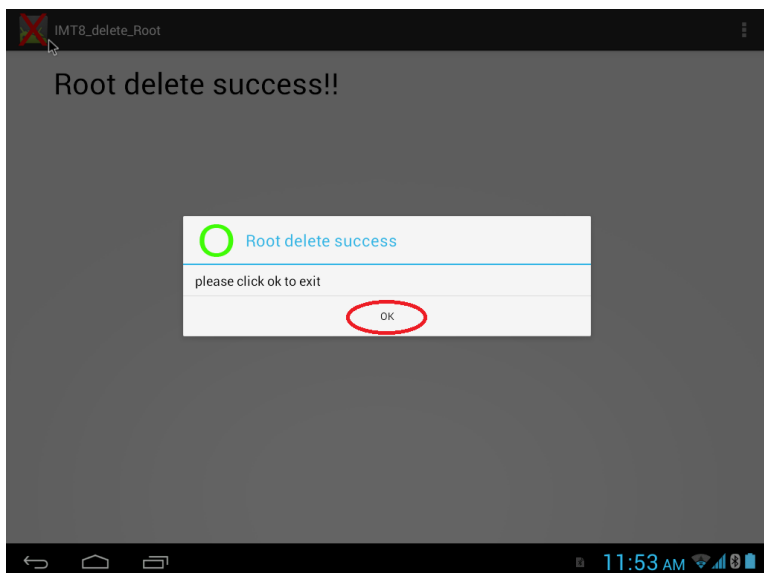 IMT8_delete_Root
Root delete success!!
Root delete success
please click ok to exit
OK
11:53 AM